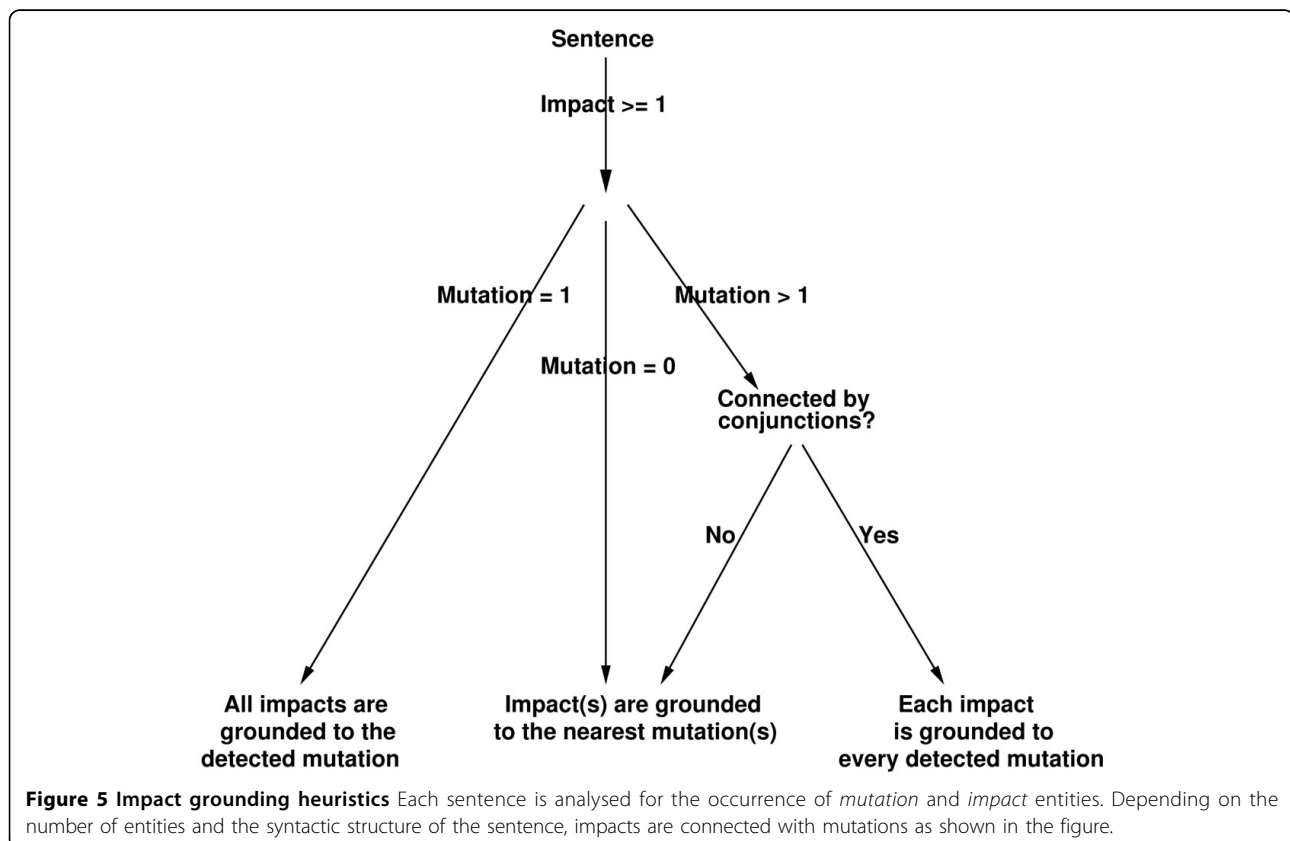 Sentence
Impact >= 1
Mutation = 1
Mutation > 1
Mutation = 0
Connected by
conjunctions?
No
Yes
All impacts are
grounded to the
detected mutation
Impact(s) are grounded
to the nearest mutation(s)
Each impact
is grounded to
every detected mutation
Figure 5 Impact grounding heuristics Each sentence is analysed for the occurrence of mutation and impact entities. Depending on the
number of entities and the syntactic structure of the sentence, impacts are connected with mutations as shown in the figure.